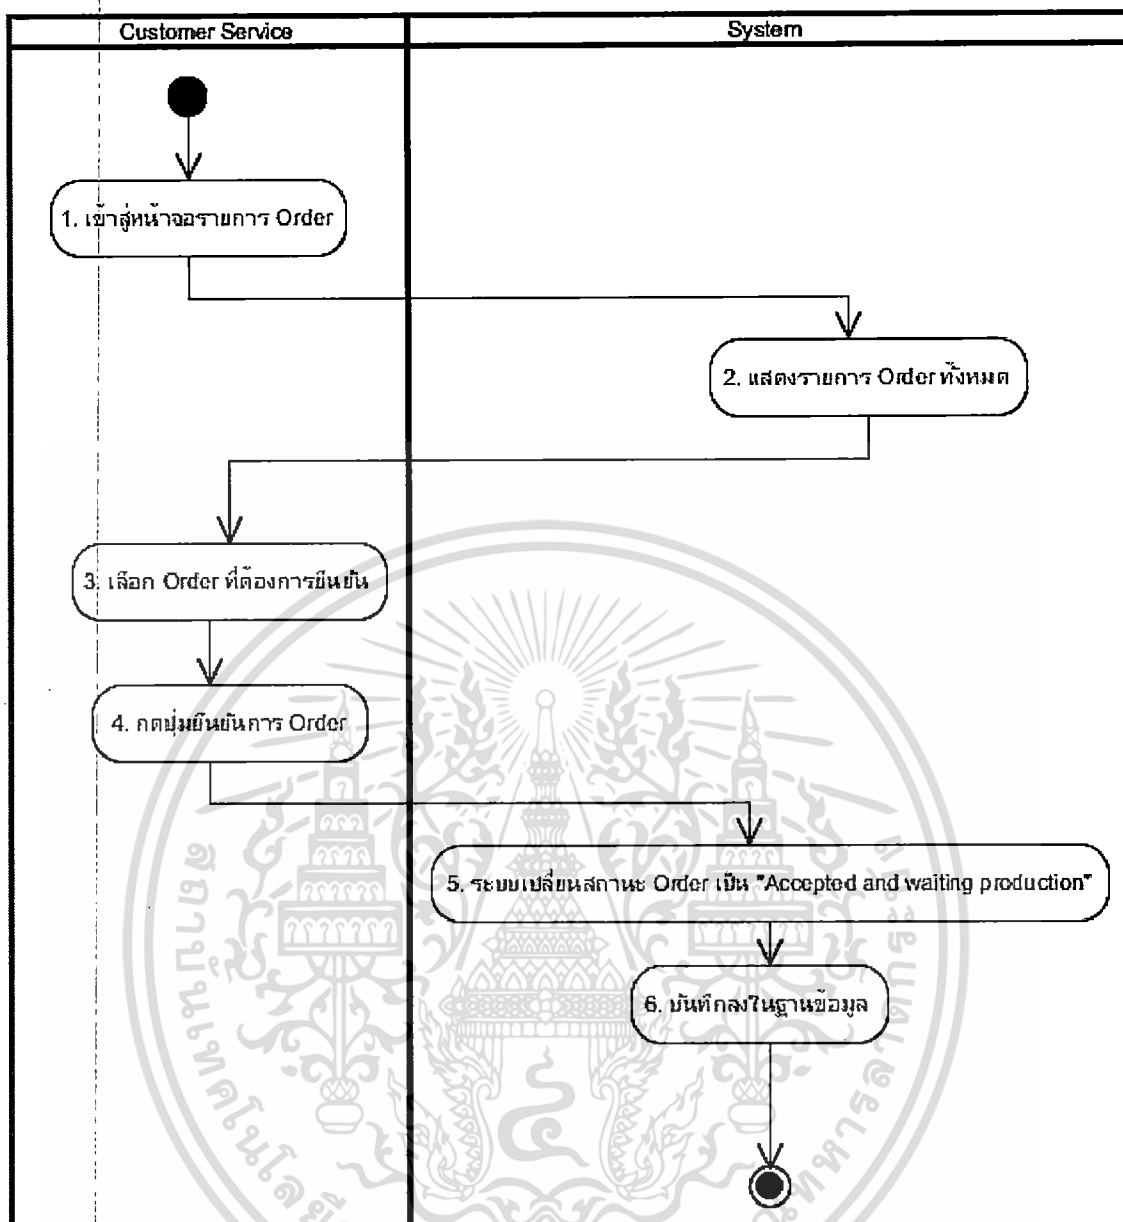 Customer Service
System
1. เข้าสู่หน้าจอรายการ Order
2. แสดงรายการ Order ทั้งหมด
3. เลือก Order ที่ต้องการยืนยัน
4. กดปุ่มยืนยันการ Order
5. ระบบเปลี่ยนสถานะ Order เป็น "Accepted and waiting production"
6. บันทึกลงในฐานข้อมูล